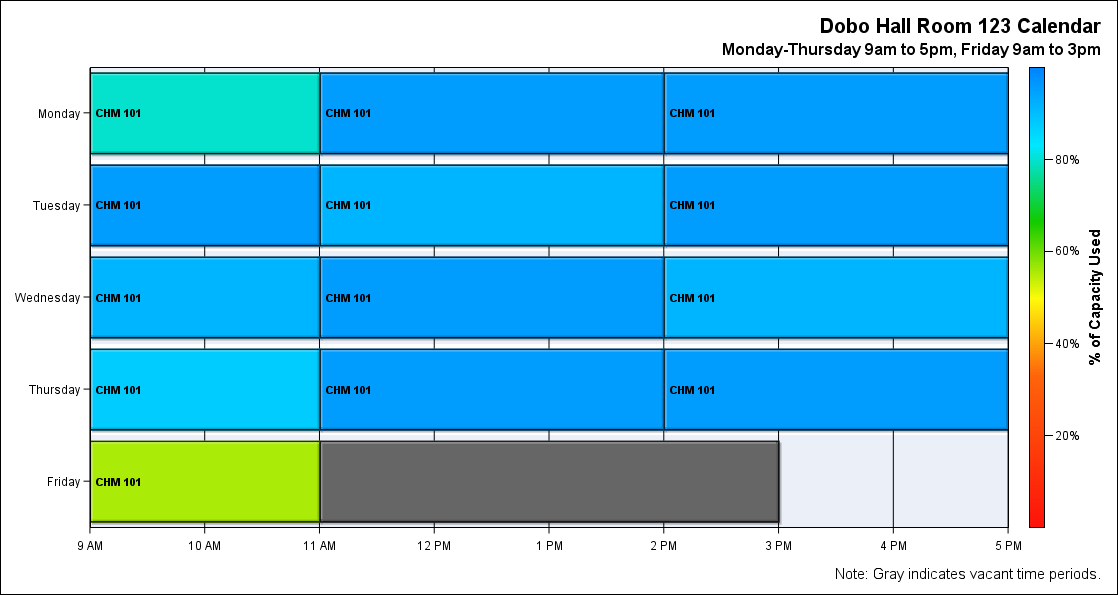 Dobo Hall Room 123 Calendar
Monday-Thursday 9am to 5pm, Friday 9am to 3pm
Monday CHM 101 CHM 101 CHM 101
Tuesday CHM 101 CHM 101 CHM 101
Wednesday CHM 101 CHM 101 CHM 101
Thursday CHM 101 CHM 101 CHM 101
Friday CHM 101
9 AM 10 AM 11 AM 12 PM 1 PM 2 PM 3 PM 4 PM 5 PM
80%
60%
40%
20%
% of Capacity Used
Note: Gray indicates vacant time periods.